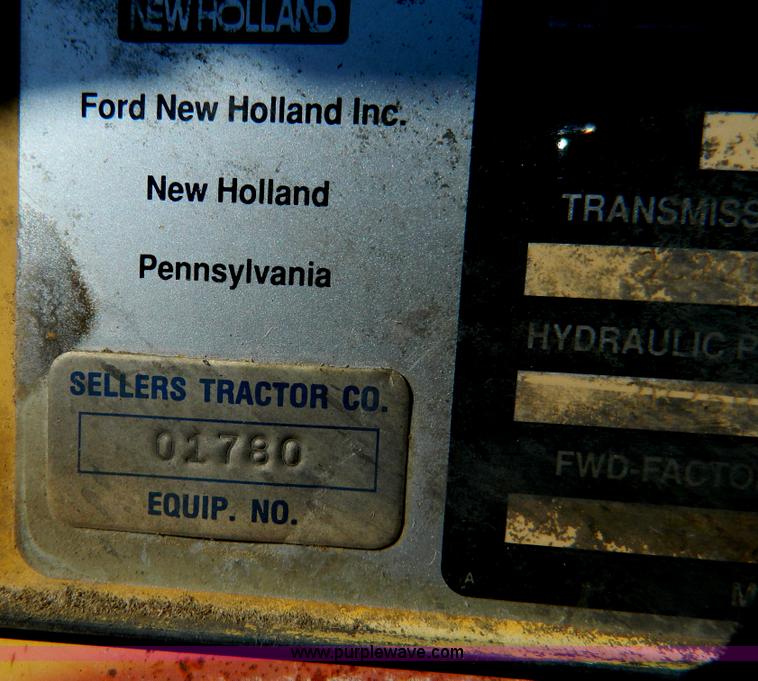 NEW HOLLAND
Ford New Holland Inc.
New Holland
Pennsylvania
SELLERS TRACTOR CO.
01780
EQUIP. NO.
TRANSMISS
HYDRAULIC P
FWD-FACTO
M
A
www.purplewave.com